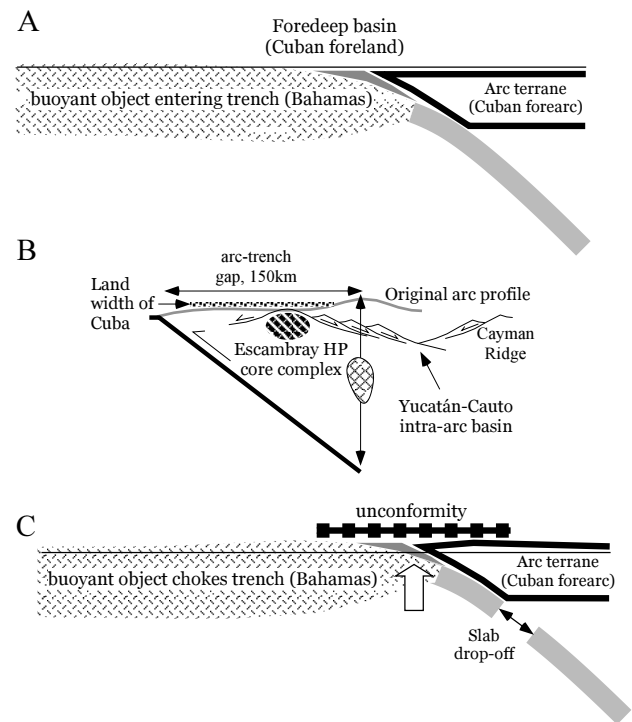 A
Foredeep basin
(Cuban foreland)
buoyant object entering trench (Bahamas)
Arc terrane
(Cuban forearc)
B
arc-trench
gap, 150km
Land
width of
Cuba
Original arc profile
Escambray HP
core complex
Cayman
Ridge
Yucatán-Cauto
intra-arc basin
C
unconformity
buoyant object chokes trench (Bahamas)
Arc terrane
(Cuban forearc)
Slab
drop-off